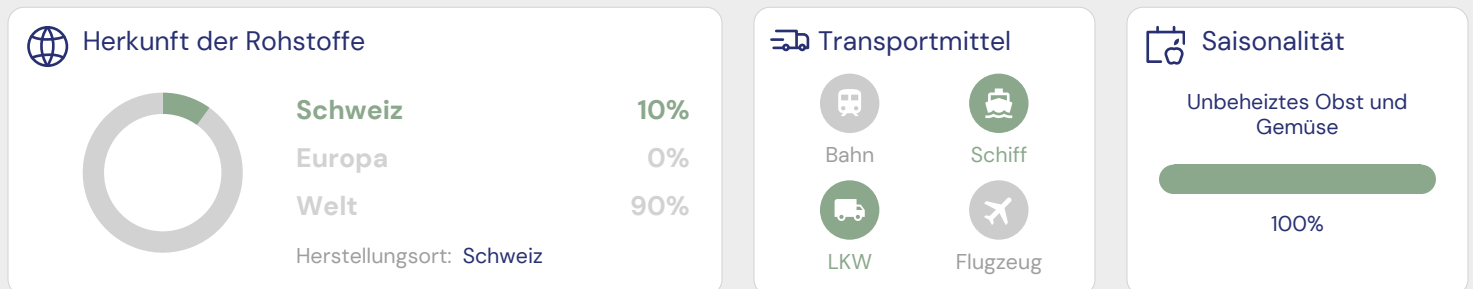 Herkunft der Rohstoffe
Schweiz 10%
Europa 0%
Welt 90%
Herstellungsort: Schweiz
Transportmittel
Bahn Schiff
LKW Flugzeug
Saisonalität
Unbeheiztes Obst und
Gemüse
100%